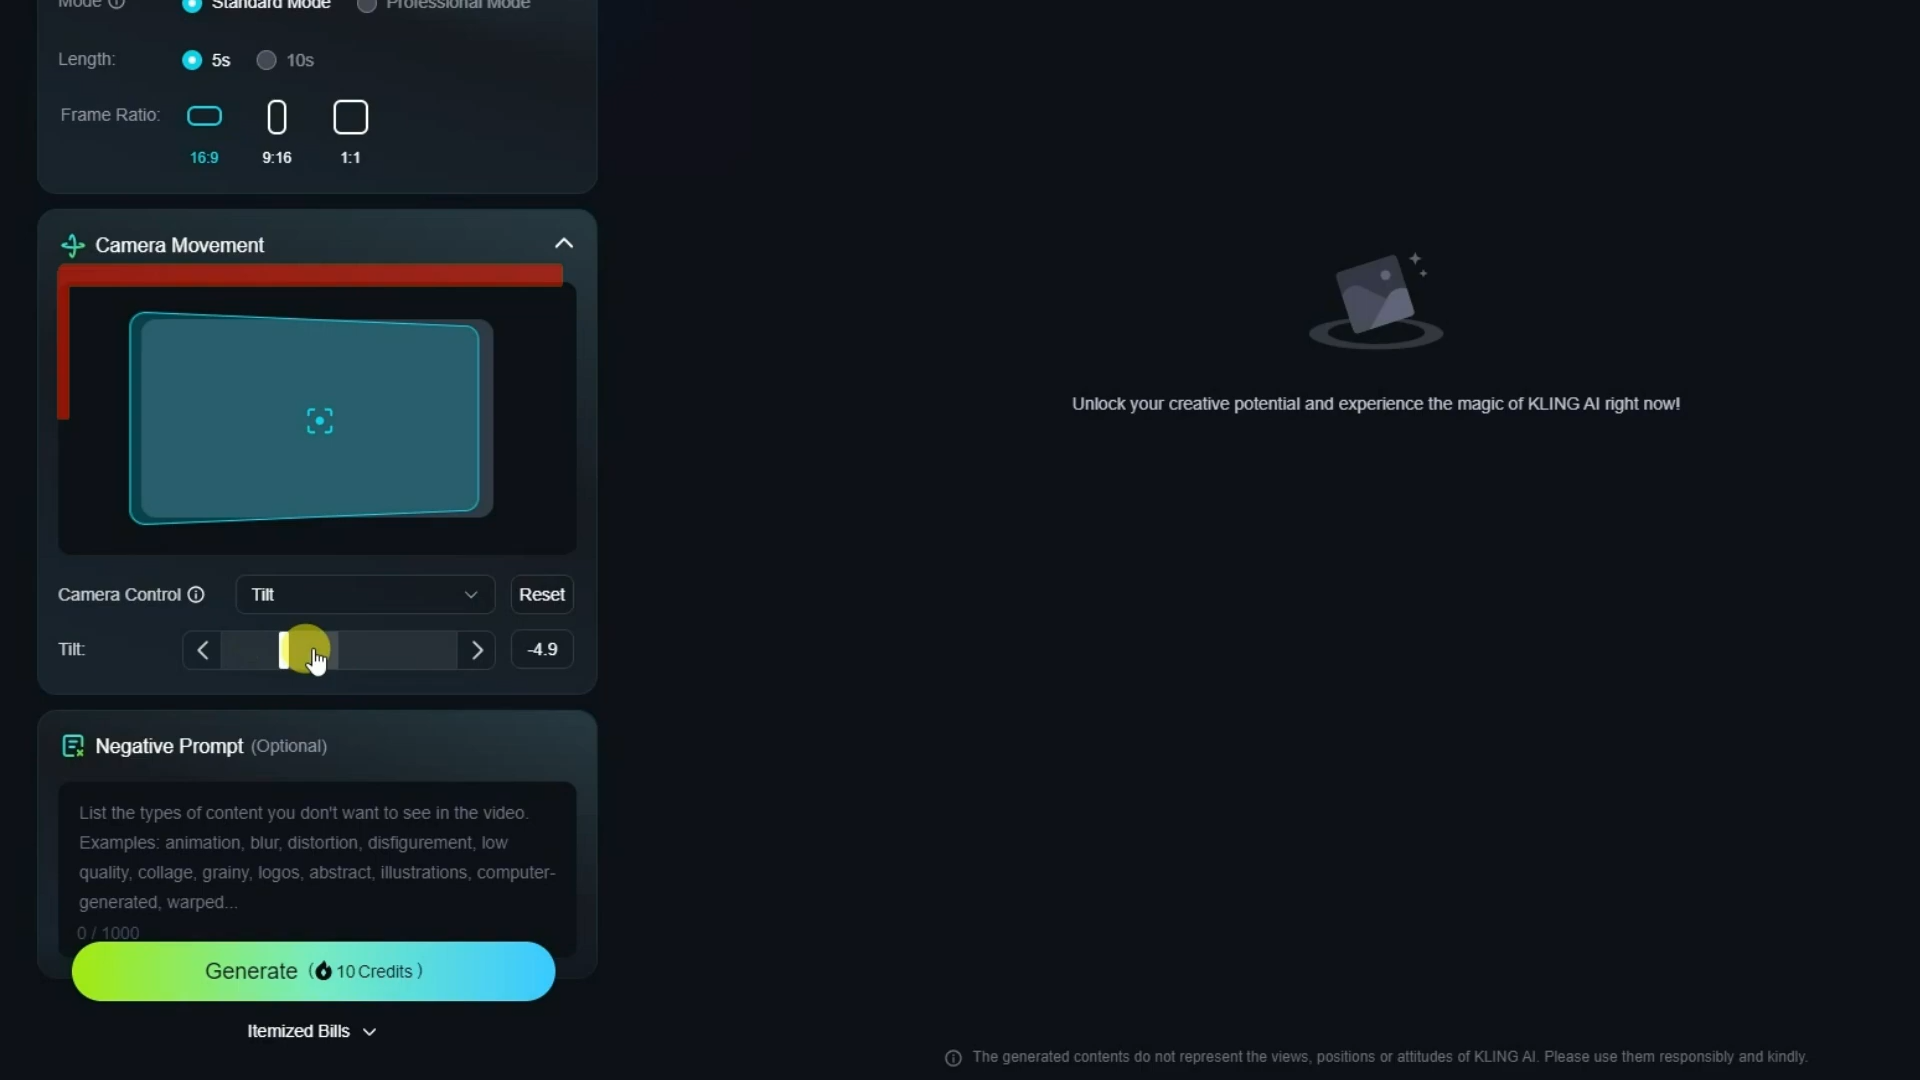 Mode Standard Mode Professional Mode
Length: 5s 10s
Frame Ratio:
16:9 9:16 1:1
Camera Movement
Camera Control Tilt Reset
Tilt: -4.9
Negative Prompt (Optional)
List the types of content you don't want to see in the video.
Examples: animation, blur, distortion, disfigurement, low
quality, collage, grainy, logos, abstract, illustrations, computer-
generated, warped...
0 / 1000
Generate ( 10 Credits )
Itemized Bills
Unlock your creative potential and experience the magic of KLING AI right now!
The generated contents do not represent the views, positions or attitudes of KLING AI. Please use them responsibly and kindly.